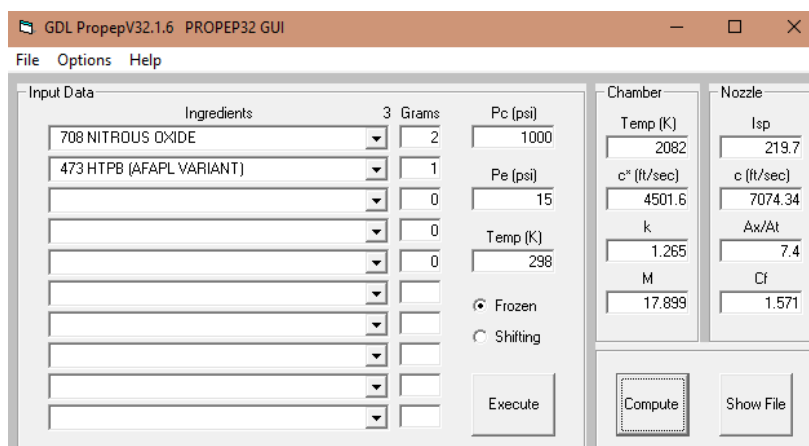 GDL PropepV32.1.6 PROPEP32 GUI
File Options Help
Input Data
Ingredients 3 Grams
708 NITROUS OXIDE 2
473 HTPB (AFAPL VARIANT) 1
0
0
0
Pc (psi)
1000
Pe (psi)
15
Temp (K)
298
Frozen
Shifting
Execute
Chamber
Temp (K)
2082
c* (ft/sec)
4501.6
k
1.265
M
17.899
Nozzle
Isp
219.7
c (ft/sec)
7074.34
Ax/At
7.4
Cf
1.571
Compute
Show File